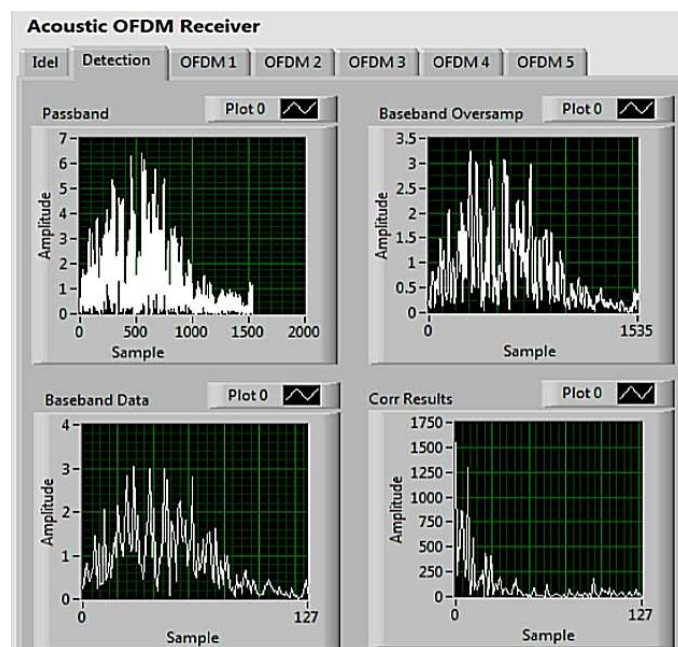 Acoustic OFDM Receiver
Idel Detection OFDM 1 OFDM 2 OFDM 3 OFDM 4 OFDM 5
Passband Plot 0
7
6
5
4
3
2
1
0
Amplitude
0 500 1000 1500 2000
Sample
Baseband Oversamp Plot 0
3.5
3
2.5
2
1.5
1
0.5
0
Amplitude
0 1535
Sample
Baseband Data Plot 0
4
3
2
1
0
Amplitude
0 127
Sample
Corr Results Plot 0
1750
1500
1250
1000
750
500
250
0
Amplitude
0 127
Sample